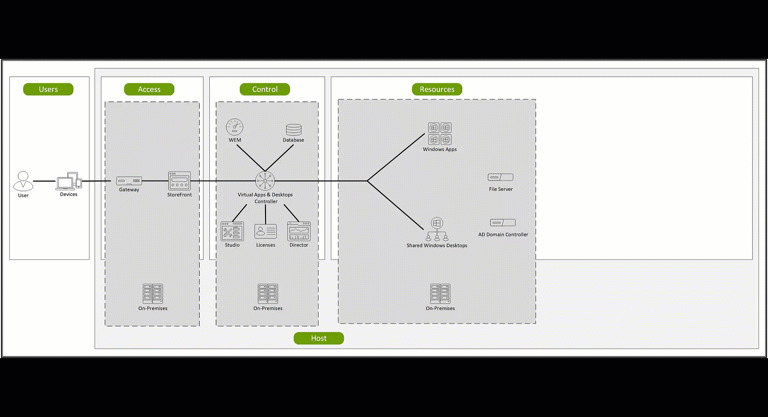 Users
Access
Control
Resources
WEM
Database
Windows Apps
User
Devices
Gateway
StoreFront
Virtual Apps & Desktops
Controller
File Server
Studio
Licenses
Director
Shared Windows Desktops
AD Domain Controller
On-Premises
On-Premises
On-Premises
Host